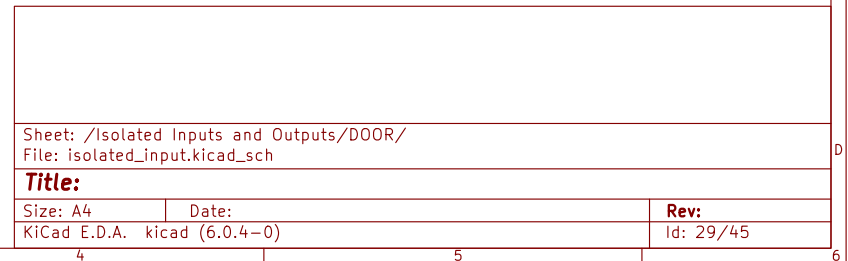 Sheet: /Isolated Inputs and Outputs/DOOR/
File: isolated_input.kicad_sch
D
Title:
Size: A4 Date: Rev:
KiCad E.D.A. kicad (6.0.4-0) Id: 29/45
4 5 6